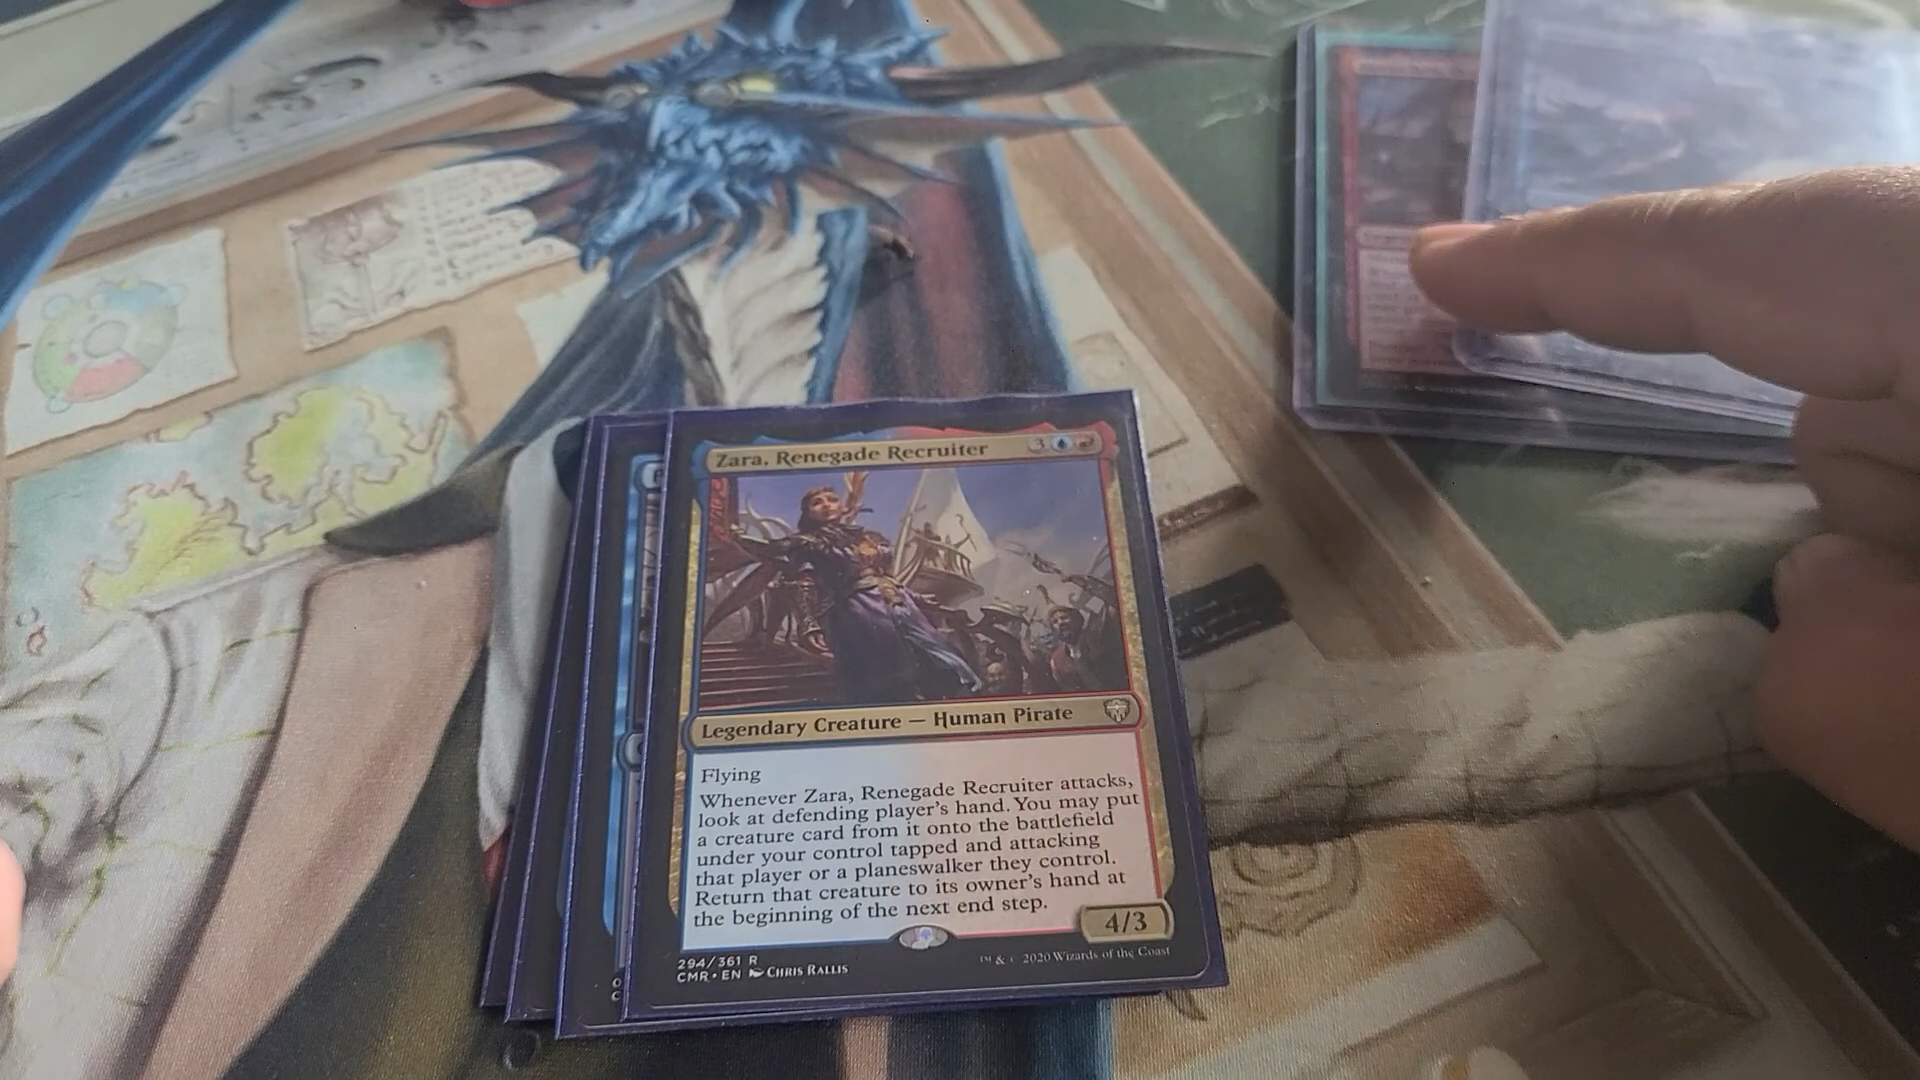 Zara, Renegade Recruiter 3
Legendary Creature — Human Pirate
Flying
Whenever Zara, Renegade Recruiter attacks,
look at defending player's hand. You may put
a creature card from it onto the battlefield
under your control tapped and attacking
that player or a planeswalker they control.
Return that creature to its owner's hand at
the beginning of the next end step.
4/3
294/361 R
CMR • EN Chris Rallis
™ & © 2020 Wizards of the Coast